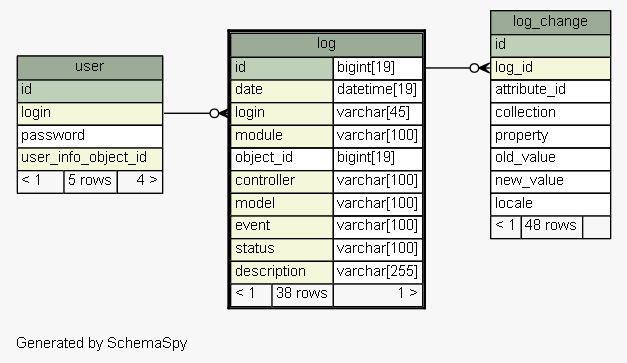 user
id
login
password
user_info_object_id
< 1 5 rows 4 >
log
id bigint[19]
date datetime[19]
login varchar[45]
module varchar[100]
object_id bigint[19]
controller varchar[100]
model varchar[100]
event varchar[100]
status varchar[100]
description varchar[255]
< 1 38 rows 1 >
log_change
id
log_id
attribute_id
collection
property
old_value
new_value
locale
< 1 48 rows
Generated by SchemaSpy